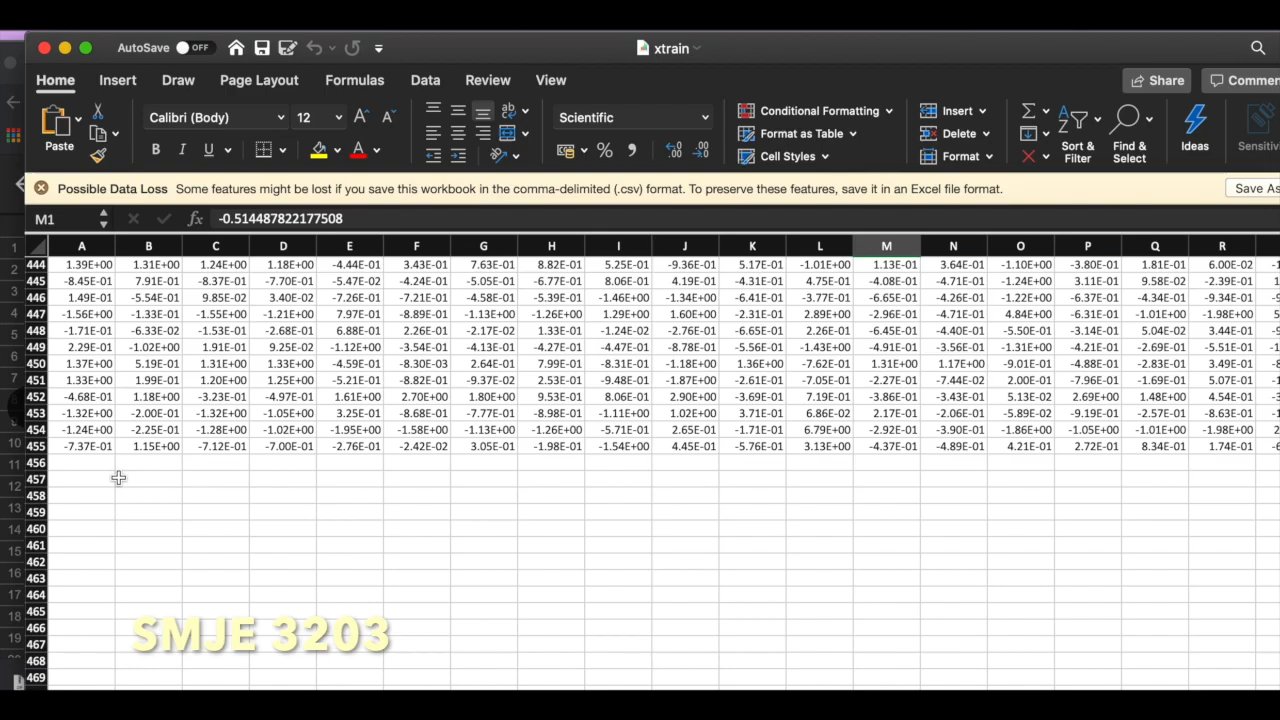 AutoSave OFF xtrain
Home Insert Draw Page Layout Formulas Data Review View Share Commen
Paste Calibri (Body) 12 Scientific Conditional Formatting Format as Table Cell Styles Insert Delete Format Sort & Filter Find & Select Ideas Sensitivi
Possible Data Loss Some features might be lost if you save this workbook in the comma-delimited (.csv) format. To preserve these features, save it in an Excel file format. Save As
M1 fx -0.514487822177508
A B C D E F G H I J K L M N O P Q R
444 1.39E+00 1.31E+00 1.24E+00 1.18E+00 -4.44E-01 3.43E-01 7.63E-01 8.82E-01 5.25E-01 -9.36E-01 5.17E-01 -1.01E+00 1.13E-01 3.64E-01 -1.10E+00 -3.80E-01 1.81E-01 6.00E-02
445 -8.45E-01 7.91E-01 -8.37E-01 -7.70E-01 -5.47E-02 -4.24E-01 -5.05E-01 -6.77E-01 8.06E-01 4.19E-01 -4.31E-01 4.75E-01 -4.08E-01 -4.71E-01 -1.24E+00 3.11E-01 9.58E-02 -2.39E-01
446 1.49E-01 -5.54E-01 9.85E-02 3.40E-02 -7.26E-01 -7.21E-01 -4.58E-01 -5.39E-01 -1.46E+00 -1.34E+00 -6.41E-01 -3.77E-01 -6.65E-01 -4.26E-01 -1.22E+00 -6.37E-01 -4.34E-01 -9.34E-01
447 -1.56E+00 -1.33E-01 -1.55E+00 -1.21E+00 7.97E-01 -8.89E-01 -1.13E+00 -1.26E+00 1.29E+00 1.60E+00 -2.31E-01 2.89E+00 -2.96E-01 -4.71E-01 4.84E+00 -6.31E-01 -1.01E+00 -1.98E+00
448 -1.71E-01 -6.33E-02 -1.53E-01 -2.68E-01 6.88E-01 2.26E-01 -2.17E-02 1.33E-01 -1.24E-02 -2.76E-01 -6.65E-01 2.26E-01 -6.45E-01 -4.40E-01 -5.50E-01 -3.14E-01 5.04E-02 3.44E-01
449 2.29E-01 -1.02E+00 1.91E-01 9.25E-02 -1.12E+00 -3.54E-01 -4.13E-01 -4.27E-01 -4.47E-01 -8.78E-01 -5.56E-01 -1.43E+00 -4.91E-01 -3.56E-01 -1.31E+00 -4.21E-01 -2.69E-01 -5.51E-01
450 1.37E+00 5.19E-01 1.31E+00 1.33E+00 -4.59E-01 -8.30E-03 2.64E-01 7.99E-01 -8.31E-01 -1.18E+00 1.36E+00 -7.62E-01 1.31E+00 1.17E+00 -9.01E-01 -4.88E-01 -2.83E-01 3.49E-01
451 1.33E+00 1.99E-01 1.20E+00 1.25E+00 -5.21E-01 -8.82E-01 -9.37E-02 2.53E-01 -9.48E-01 -1.87E+00 -2.61E-01 -7.05E-01 -2.27E-01 -7.44E-02 2.00E-01 -7.96E-01 -1.69E-01 5.07E-01
452 -4.68E-01 1.18E+00 -3.23E-01 -4.97E-01 1.61E+00 2.70E+00 1.80E+00 9.53E-01 8.06E-01 2.90E+00 -3.69E-01 7.19E-01 -3.86E-01 -3.43E-01 5.13E-02 2.69E+00 1.48E+00 4.54E-01
453 -1.32E+00 -2.00E-01 -1.32E+00 -1.05E+00 3.25E-01 -8.68E-01 -7.77E-01 -8.98E-01 -1.11E+00 1.02E+00 3.71E-01 6.86E-02 2.17E-01 -2.06E-01 -5.89E-02 -9.19E-01 -2.57E-01 -8.63E-01
454 -1.24E+00 -2.25E-01 -1.28E+00 -1.02E+00 -1.95E+00 -1.58E+00 -1.13E+00 -1.26E+00 -5.71E-01 2.65E-01 -1.71E-01 6.79E+00 -2.92E-01 -3.90E-01 -1.86E+00 -1.05E+00 -1.01E+00 -1.98E+00
455 -7.37E-01 1.15E+00 -7.12E-01 -7.00E-01 -2.76E-01 -2.42E-02 3.05E-01 -1.98E-01 -1.54E+00 4.45E-01 -5.76E-01 3.13E+00 -4.37E-01 -4.89E-01 4.21E-01 2.72E-01 8.34E-01 1.74E-01
456
457
458
459
460
461
462
463
464
465
466
467
468
469
1
2
3
4
5
6
7
10
11
12
13
14
15
16
17
18
19
SMJE 3203